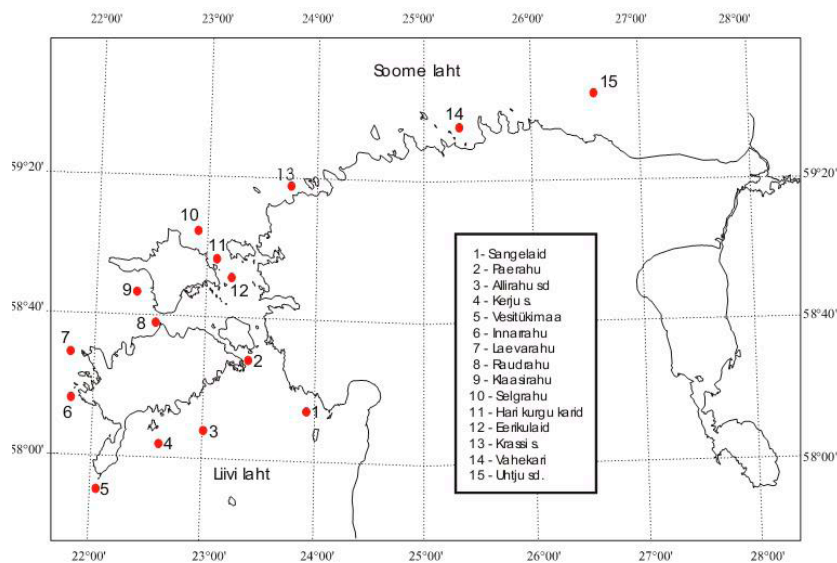 22°00' 23°00' 24°00' 25°00' 26°00' 27°00' 28°00'
Soome laht
15
14
59°20' 59°20'
13
10
11
12
9
58°40' 58°40'
8
7
2
6
1
3
4
58°00' 58°00'
Liivi laht
5
1- Sangelaid
2 - Paerahu
3 - Allirahu sd
4 - Kerju s.
5 - Vesitükimaa
6 - Innarrahu
7 - Laevarahu
8 - Raudrahu
9 - Klaasirahu
10 - Selgrahu
11 - Hari kurgu karid
12 - Eerikulaid
13 - Krassi s.
14 - Vahekari
15 - Uhtju sd.
22°00' 23°00' 24°00' 25°00' 26°00' 27°00' 28°00'